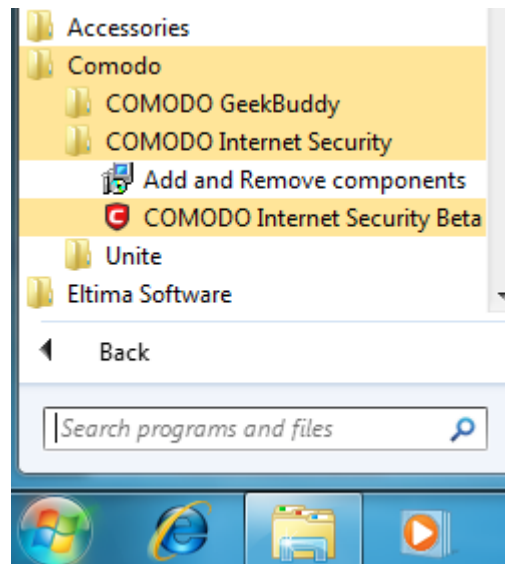 Accessories
Comodo
COMODO GeekBuddy
COMODO Internet Security
Add and Remove components
COMODO Internet Security Beta
Unite
Eltima Software
Back
Search programs and files